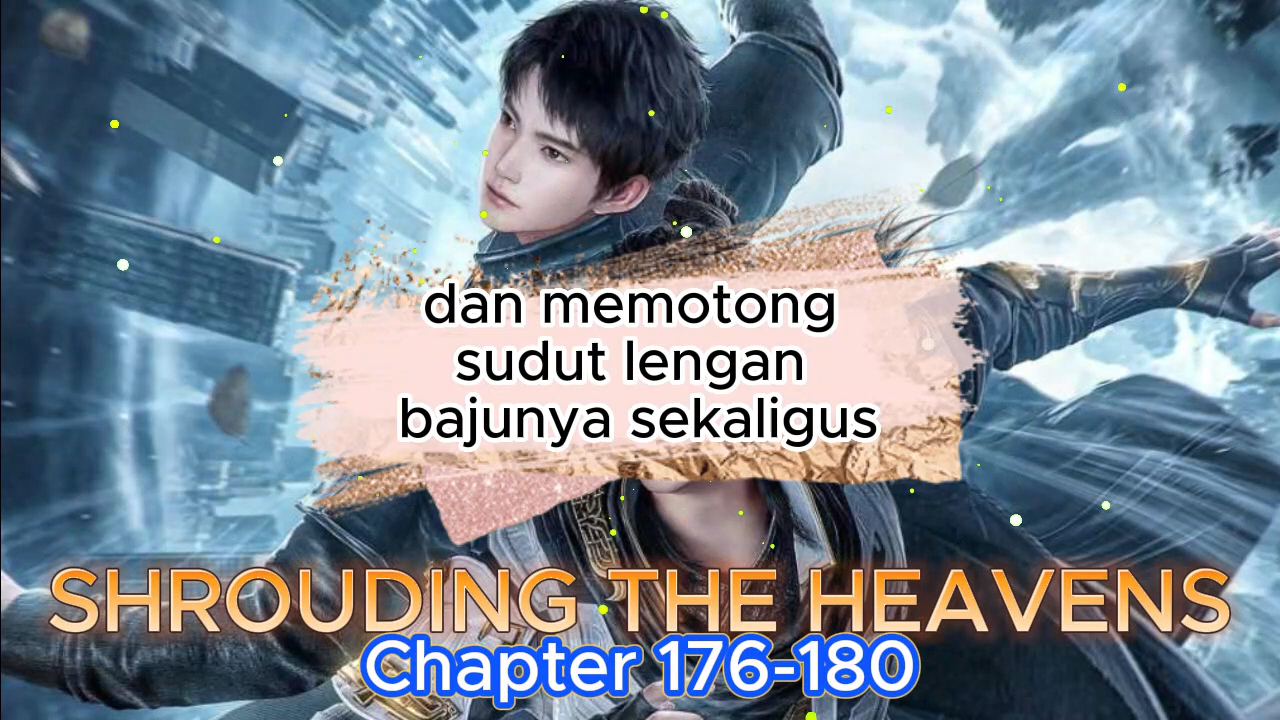 dan memotong
sudut lengan
bajunya sekaligus
SHROUDING THE HEAVENS
Chapter 176-180